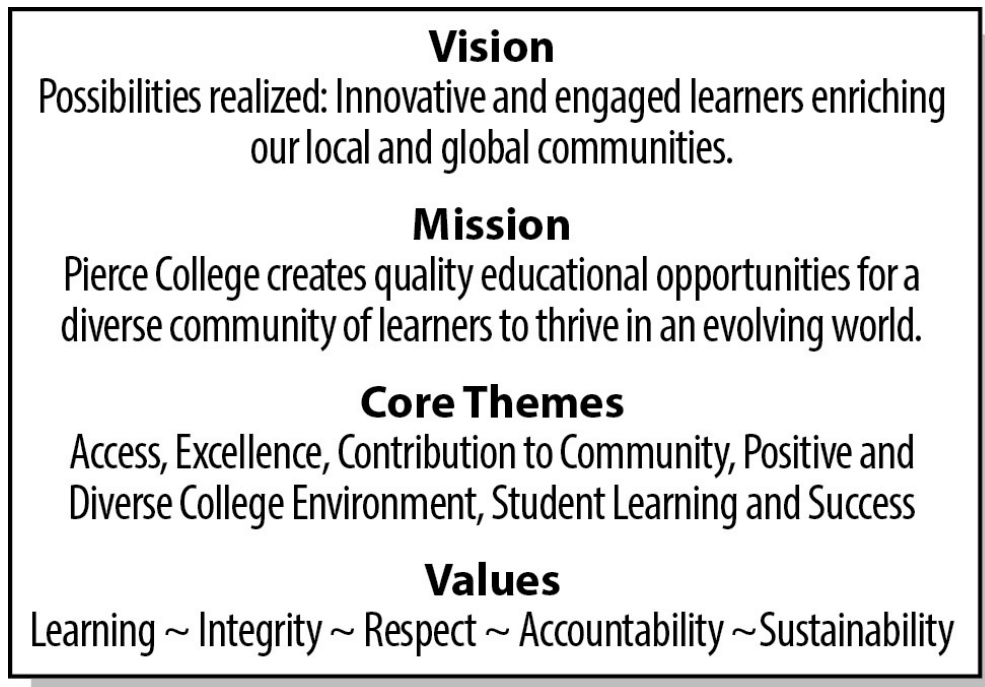 Vision
Possibilities realized: Innovative and engaged learners enriching
our local and global communities.
Mission
Pierce College creates quality educational opportunities for a
diverse community of learners to thrive in an evolving world.
Core Themes
Access, Excellence, Contribution to Community, Positive and
Diverse College Environment, Student Learning and Success
Values
Learning ~ Integrity ~ Respect ~ Accountability ~Sustainability